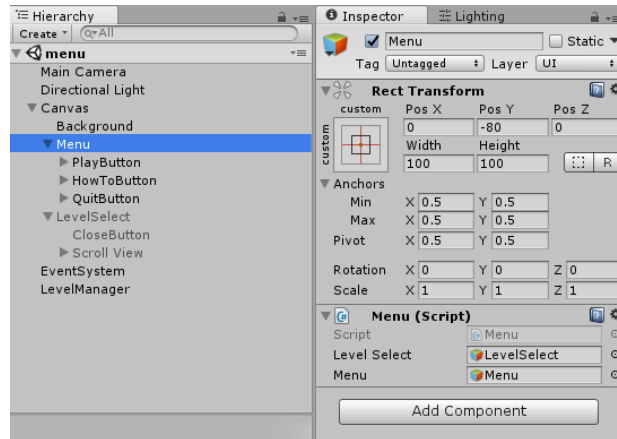 Hierarchy
Create
All
menu
Main Camera
Directional Light
Canvas
Background
Menu
PlayButton
HowToButton
QuitButton
LevelSelect
CloseButton
Scroll View
EventSystem
LevelManager
Inspector Lighting
Menu Static
Tag Untagged Layer UI
Rect Transform
custom Pos X Pos Y Pos Z
custom 0 -80 0
Width Height
100 100 R
Anchors
Min X 0.5 Y 0.5
Max X 0.5 Y 0.5
Pivot X 0.5 Y 0.5
Rotation X 0 Y 0 Z 0
Scale X 1 Y 1 Z 1
Menu (Script)
Script Menu
Level Select LevelSelect
Menu Menu
Add Component